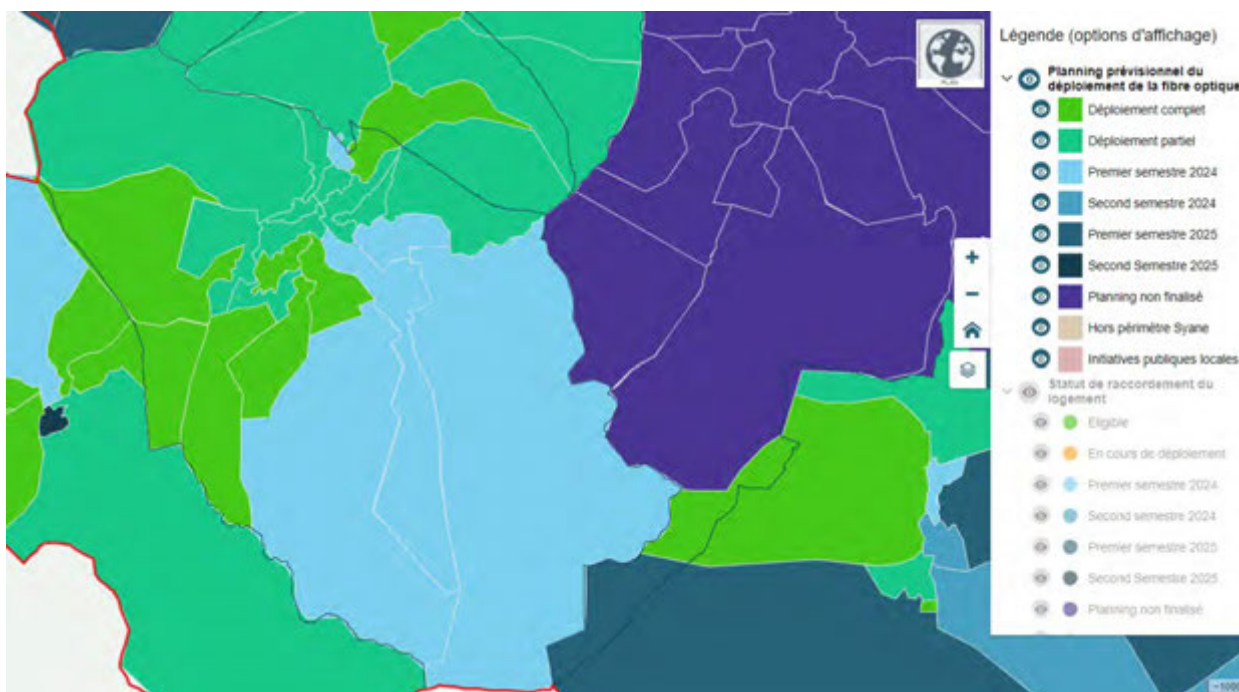 Légende (options d'affichage)
Planning prévisionnel du
déploiement de la fibre optique
Déploiement complet
Déploiement partiel
Premier semestre 2024
Second semestre 2024
Premier semestre 2025
Second Semestre 2025
Planning non finalisé
Hors périmètre Syane
Initiatives publiques locales
Statut de raccordement du
logement
Eligible
En cours de déploiement
Premier semestre 2024
Second semestre 2024
Premier semestre 2025
Second Semestre 2025
Planning non finalisé
PLAN
+
−